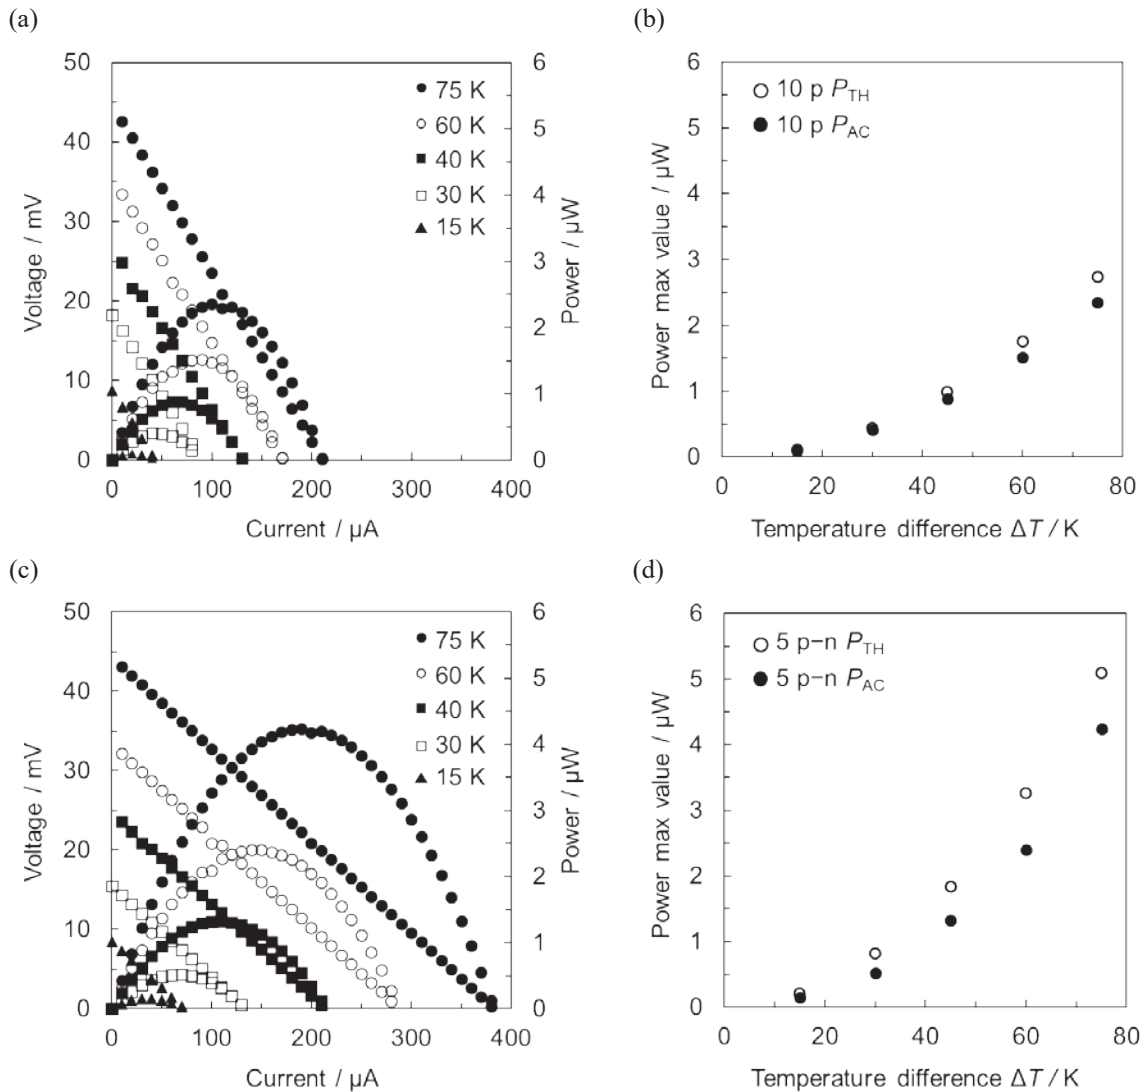 (a)
50
40
30
20
10
0
Voltage / mV
6
5
4
3
2
1
0
Power / μW
75 K
60 K
40 K
30 K
15 K
0
100
200
300
400
Current / μA
(b)
6
5
4
3
2
1
0
Power max value / μW
10 p P_TH
10 p P_AC
0
20
40
60
80
Temperature difference ΔT / K
(c)
50
40
30
20
10
0
Voltage / mV
6
5
4
3
2
1
0
Power / μW
75 K
60 K
40 K
30 K
15 K
0
100
200
300
400
Current / μA
(d)
6
5
4
3
2
1
0
Power max value / μW
5 p−n P_TH
5 p−n P_AC
0
20
40
60
80
Temperature difference ΔT / K